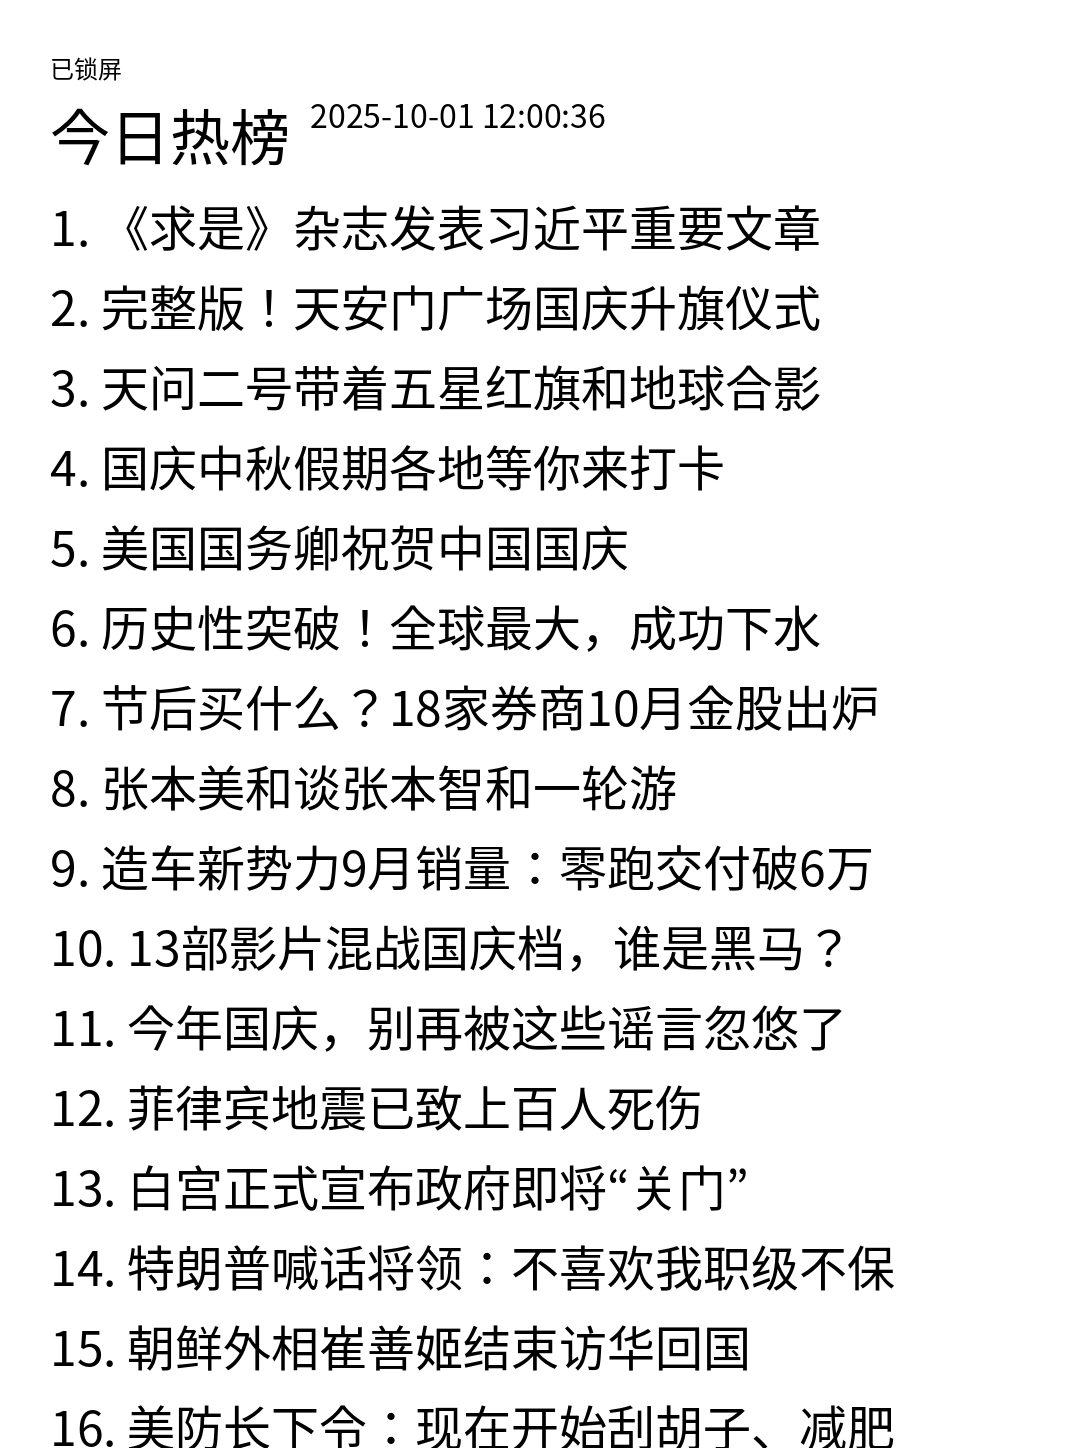 已锁屏
今日热榜 2025-10-01 12:00:36
1. 《求是》杂志发表习近平重要文章
2. 完整版！天安门广场国庆升旗仪式
3. 天问二号带着五星红旗和地球合影
4. 国庆中秋假期各地等你来打卡
5. 美国国务卿祝贺中国国庆
6. 历史性突破！全球最大，成功下水
7. 节后买什么？18家券商10月金股出炉
8. 张本美和谈张本智和一轮游
9. 造车新势力9月销量：零跑交付破6万
10. 13部影片混战国庆档，谁是黑马？
11. 今年国庆，别再被这些谣言忽悠了
12. 菲律宾地震已致上百人死伤
13. 白宫正式宣布政府即将“关门”
14. 特朗普喊话将领：不喜欢我职级不保
15. 朝鲜外相崔善姬结束访华回国
16. 美防长下令：现在开始刮胡子、减肥